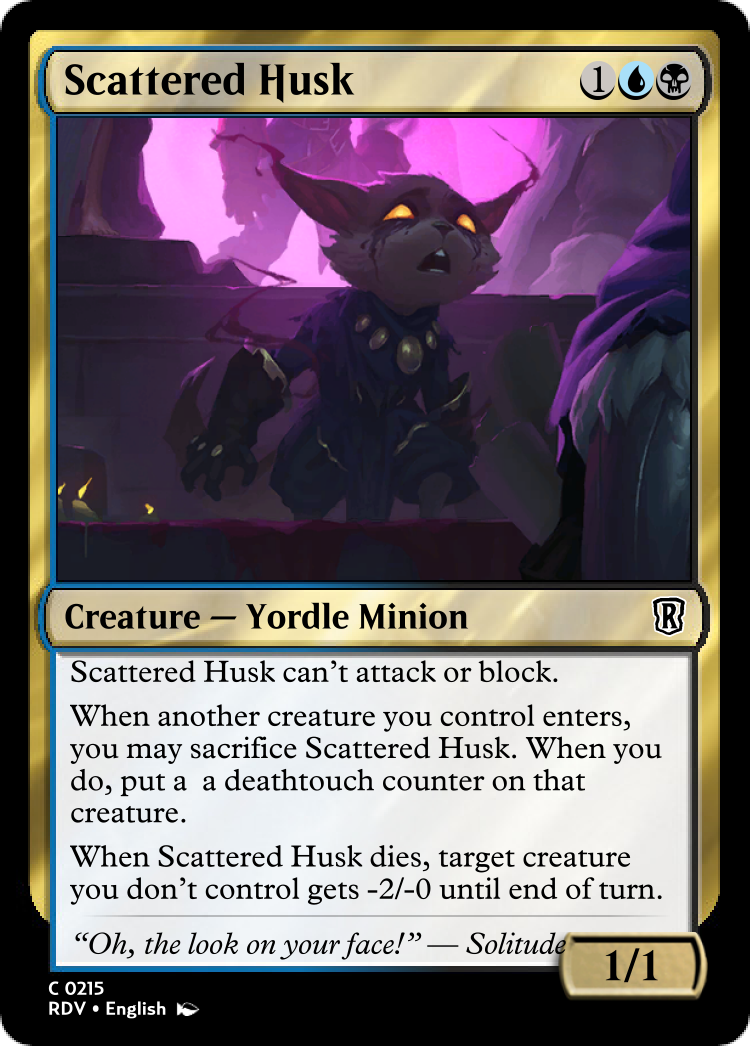 Scattered Husk 1
Creature — Yordle Minion R
Scattered Husk can’t attack or block.
When another creature you control enters,
you may sacrifice Scattered Husk. When you
do, put a  a deathtouch counter on that
creature.
When Scattered Husk dies, target creature
you don’t control gets -2/-0 until end of turn.
“Oh, the look on your face!” — Solitude
1/1
C 0215
RDV • English